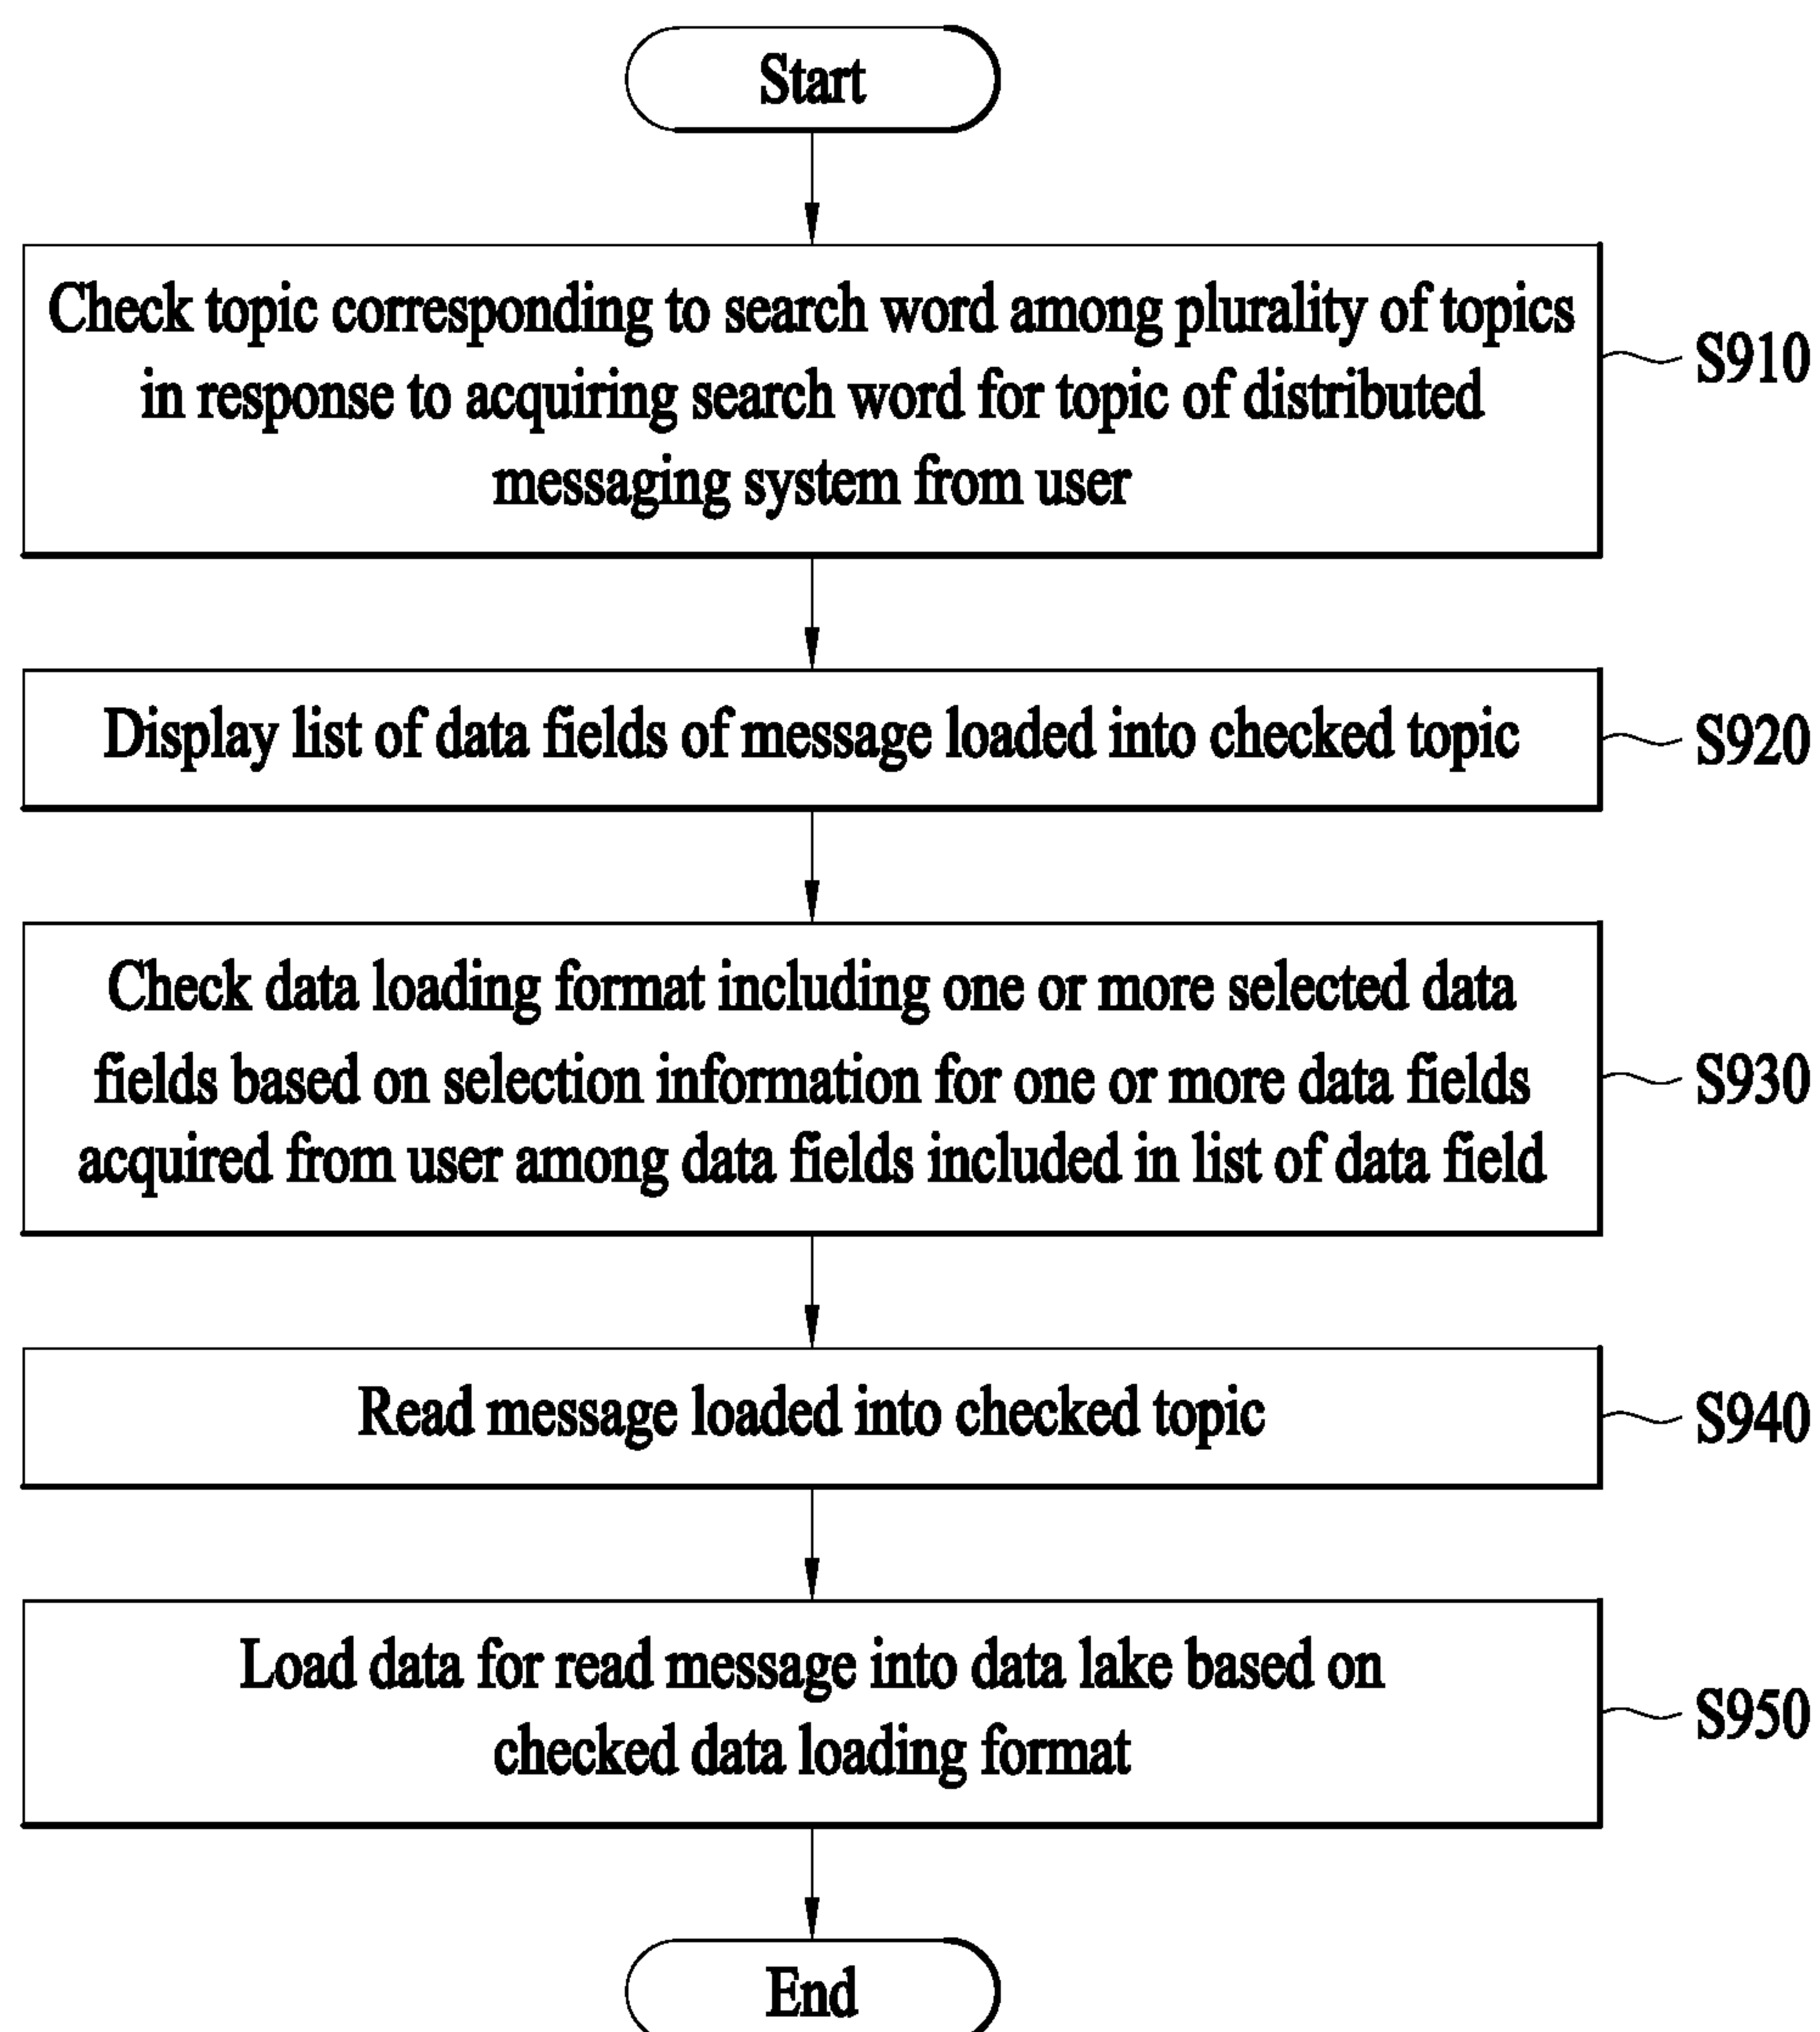 Start
Check topic corresponding to search word among plurality of topics
in response to acquiring search word for topic of distributed
messaging system from user
S910
Display list of data fields of message loaded into checked topic
S920
Check data loading format including one or more selected data
fields based on selection information for one or more data fields
acquired from user among data fields included in list of data field
S930
Read message loaded into checked topic
S940
Load data for read message into data lake based on
checked data loading format
S950
End